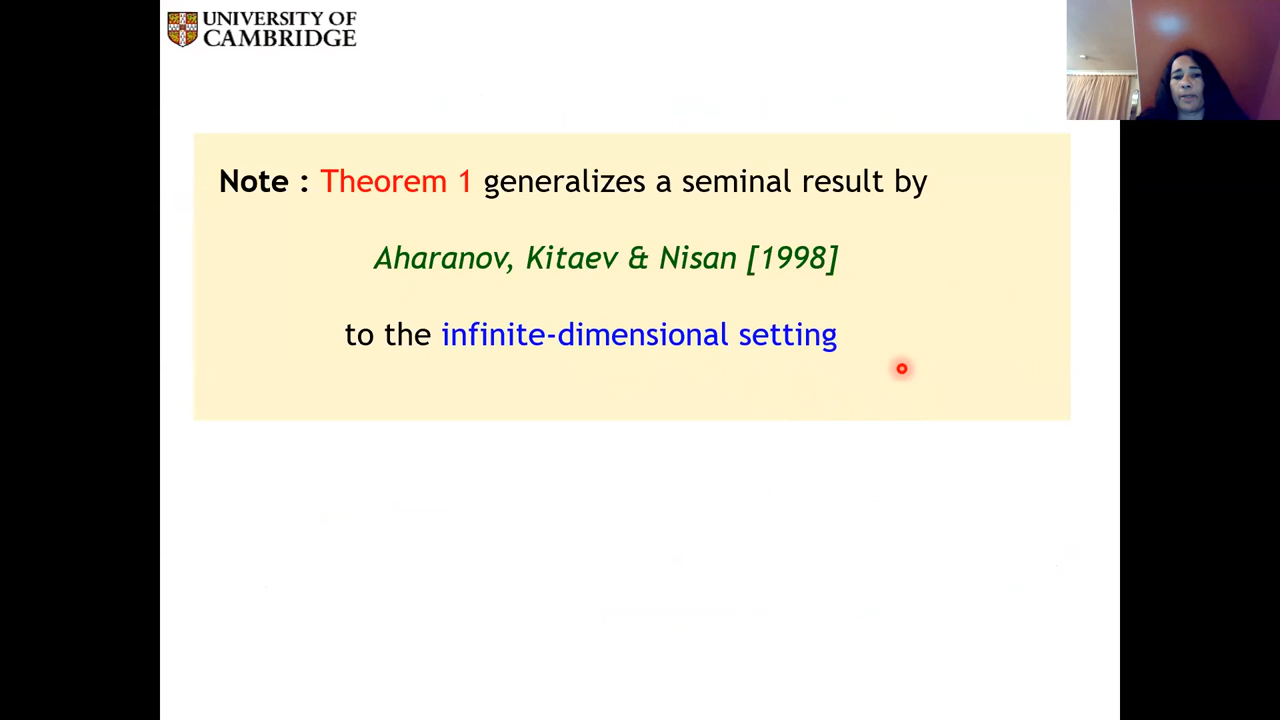 UNIVERSITY OF
CAMBRIDGE
Note : Theorem 1 generalizes a seminal result by
Aharanov, Kitaev & Nisan [1998]
to the infinite-dimensional setting